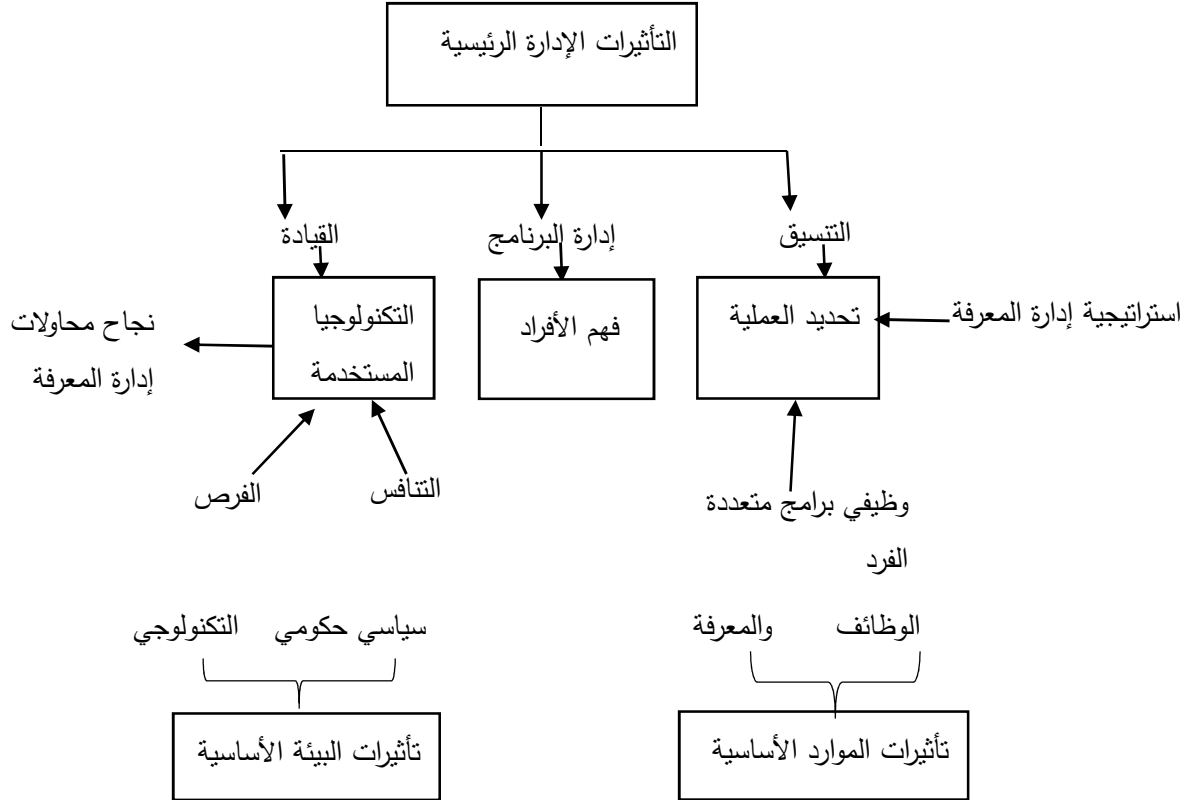 التأثيرات الإدارة الرئيسية
التنسيق
إدارة البرنامج
القيادة
استراتيجية إدارة المعرفة
تحديد العملية
فهم الأفراد
التكنولوجيا
المستخدمة
نجاح محاولات
إدارة المعرفة
وظيفي برامج متعددة
الفرد
التنافس
الفرص
الوظائف والمعرفة
سياسي حكومي التكنولوجي
تأثيرات الموارد الأساسية
تأثيرات البيئة الأساسية